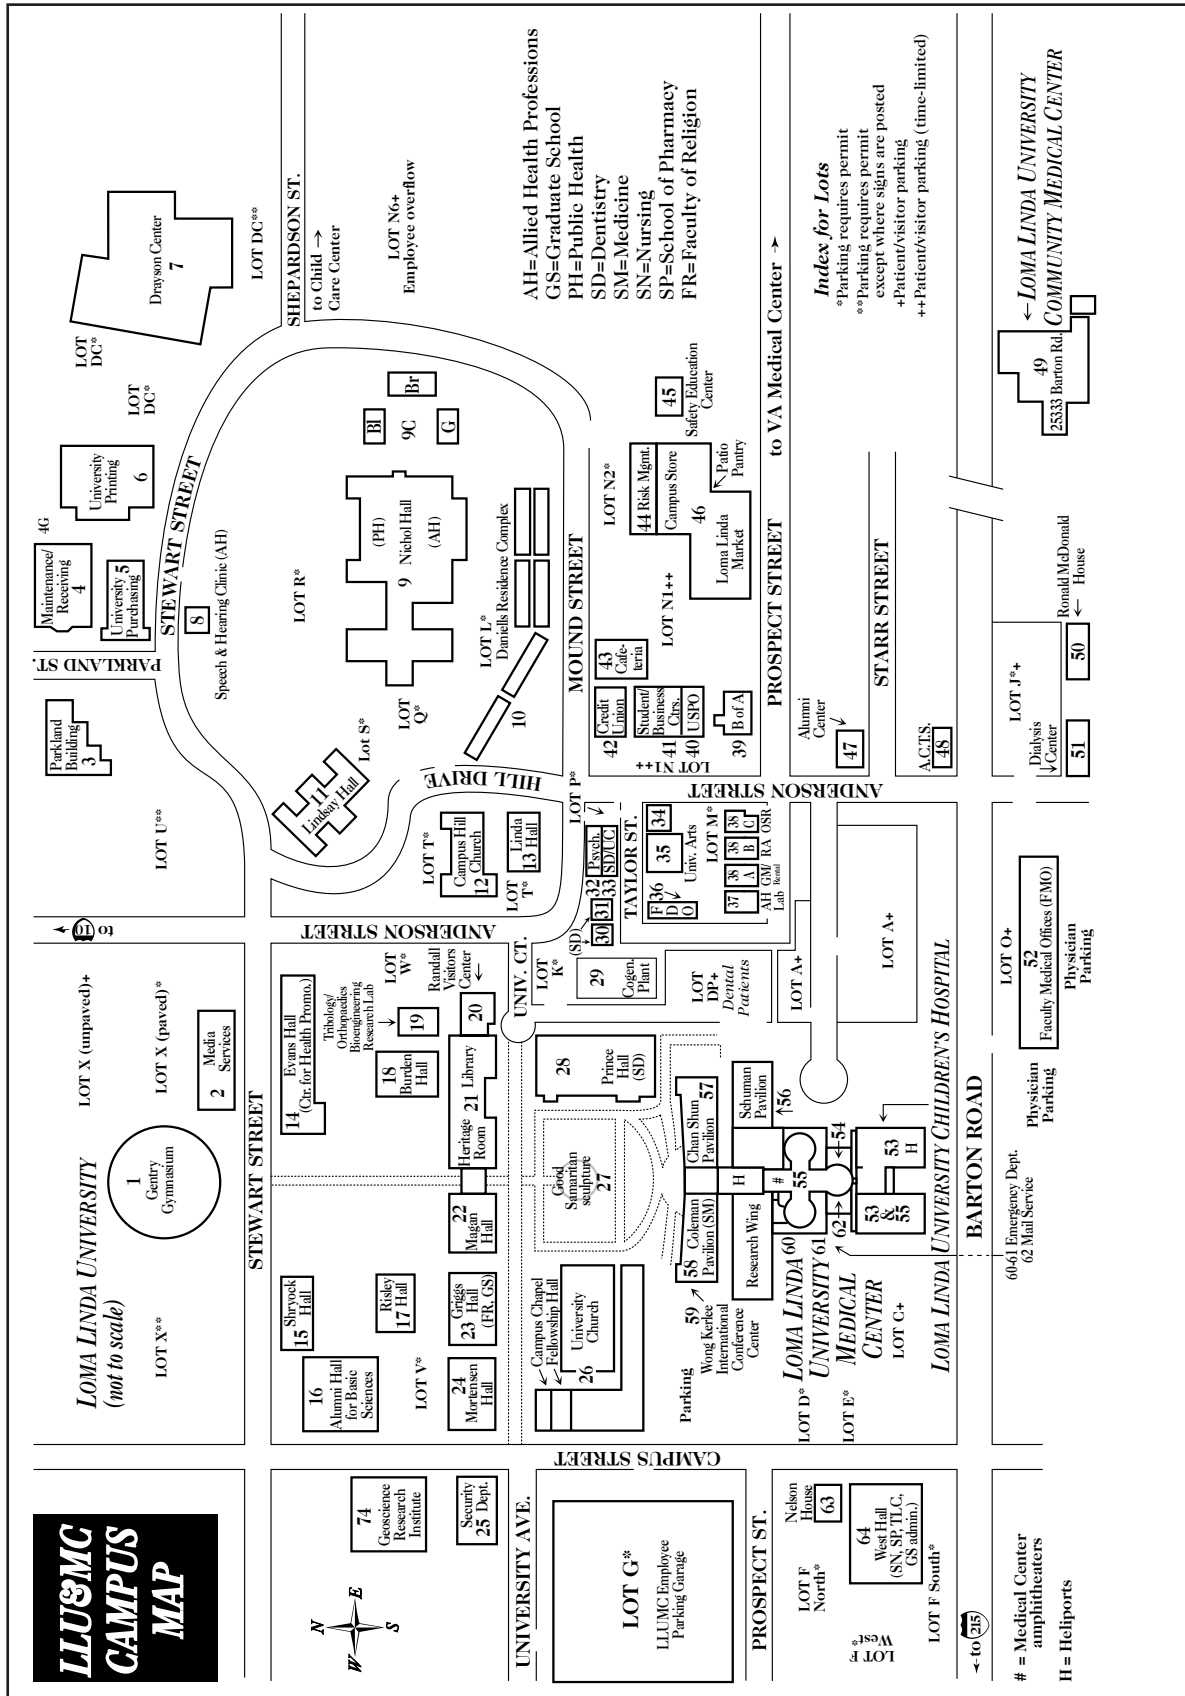 LLU&MC
CAMPUS
MAP
LOMA LINDA UNIVERSITY
(not to scale)
LOT X**
LOT X (unpaved)+
LOT X (paved)*
1
Gentry
Gymnasium
2
Media
Services
to 10
LOT U**
Parkland
Building
3
PARKLAND ST.
Maintenance/
Receiving
4
4G
University
Purchasing 5
University
Printing
6
LOT
DC*
LOT
DC*
Drayson Center
7
LOT DC**
STEWART STREET
STEWART STREET
SHEPARDSON ST.
to Child →
Care Center
LOT N6+
Employee overflow
8
Speech & Hearing Clinic (AH)
LOT R*
(PH)
9 Nichol Hall
(AH)
Bl
9C
Br
G
LOT
Q*
Lot S*
11
Lindsay Hall
HILL DRIVE
LOT L*
Daniells Residence Complex
10
MOUND STREET
N
W E
S
74
Geoscience
Research
Institute
Security
25 Dept.
15 Shryock
Hall
16
Alumni Hall
for Basic
Sciences
Risley
17 Hall
LOT V*
24
Mortensen
Hall
Griggs
23 Hall
(FR, GS)
22
Magan
Hall
Heritage
Room
21 Library
14
Evans Hall
(Ctr. for Health Promo.)
Tribology/
Orthopaedics
Bioengineering
Research Lab
18
Burden
Hall
19
LOT
W*
Randall
Visitors
Center
20
ANDERSON STREET
LOT T*
Campus Hill
Church
12
LOT
T*
Linda
13 Hall
UNIV. CT.
UNIVERSITY AVE.
CAMPUS STREET
LOT G*
LLUMC Employee
Parking Garage
Campus Chapel
Fellowship Hall
University
Church
26
Good
Samaritan
sculpture
27
28
Prince
Hall
(SD)
LOT
K*
29
Cogen.
Plant
(SD)
30
31
32
33
Psych.
SD/UC
LOT P*
TAYLOR ST.
34
35
Univ. Arts
36
F
D
O
LOT M*
37
AH
Lab
38
A
GM/
Rental
38
B
RA
38
C
OSR
LOT
DP+
Dental
Patients
42
Credit
Union
43
Cafe-
teria
41
Student/
Business
Ctrs.
40
USPO
39
B of A
LOT N1++
LOT N1++
LOT N2*
44 Risk Mgmt.
Campus Store
46
Loma Linda
Market
Patio
Pantry
45
Safety Education
Center
AH=Allied Health Professions
GS=Graduate School
PH=Public Health
SD=Dentistry
SM=Medicine
SN=Nursing
SP=School of Pharmacy
FR=Faculty of Religion
PROSPECT ST.
PROSPECT STREET
to VA Medical Center →
ANDERSON STREET
Alumni
Center
47
STARR STREET
A.C.T.S.
48
Index for Lots
*Parking requires permit
**Parking requires permit
except where signs are posted
+Patient/visitor parking
++Patient/visitor parking (time-limited)
Nelson
House
63
LOT F
North*
64
West Hall
(SN, SP, TLC,
GS admin.)
LOT F
West*
LOT F South*
Parking
59
Wong Kerlee
International
Conference
Center
58 Coleman
Pavilion (SM)
Chan Shun
Pavilion
57
H
Research Wing
Schuman
Pavilion
56
#
55
54
53
H
53
&
55
60
61
62
LOMA LINDA
UNIVERSITY
MEDICAL
CENTER
LOT D*
LOT E*
LOT C+
LOT A+
LOT A+
LOMA LINDA UNIVERSITY CHILDREN'S HOSPITAL
BARTON ROAD
←to 215
# = Medical Center
amphitheaters
H = Heliports
60-61 Emergency Dept.
62 Mail Service
Physician
Parking
LOT O+
52
Faculty Medical Offices (FMO)
Physician
Parking
Dialysis
Center
51
LOT J*+
50
Ronald McDonald
House
49
25333 Barton Rd.
←LOMA LINDA UNIVERSITY
COMMUNITY MEDICAL CENTER